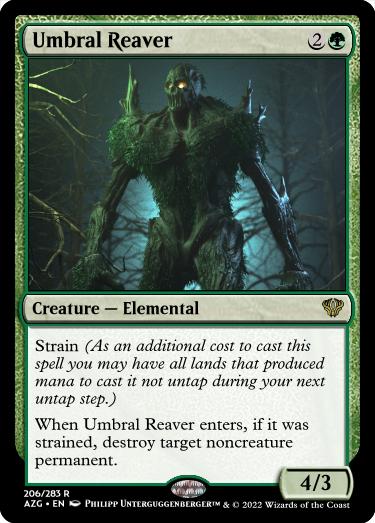 Umbral Reaver
2
Creature — Elemental
Strain (As an additional cost to cast this
spell you may have all lands that produced
mana to cast it not untap during your next
untap step.)
When Umbral Reaver enters, if it was
strained, destroy target noncreature
permanent.
4/3
206/283 R
AZG • EN Philipp Unterguggenberger™ & © 2022 Wizards of the Coast